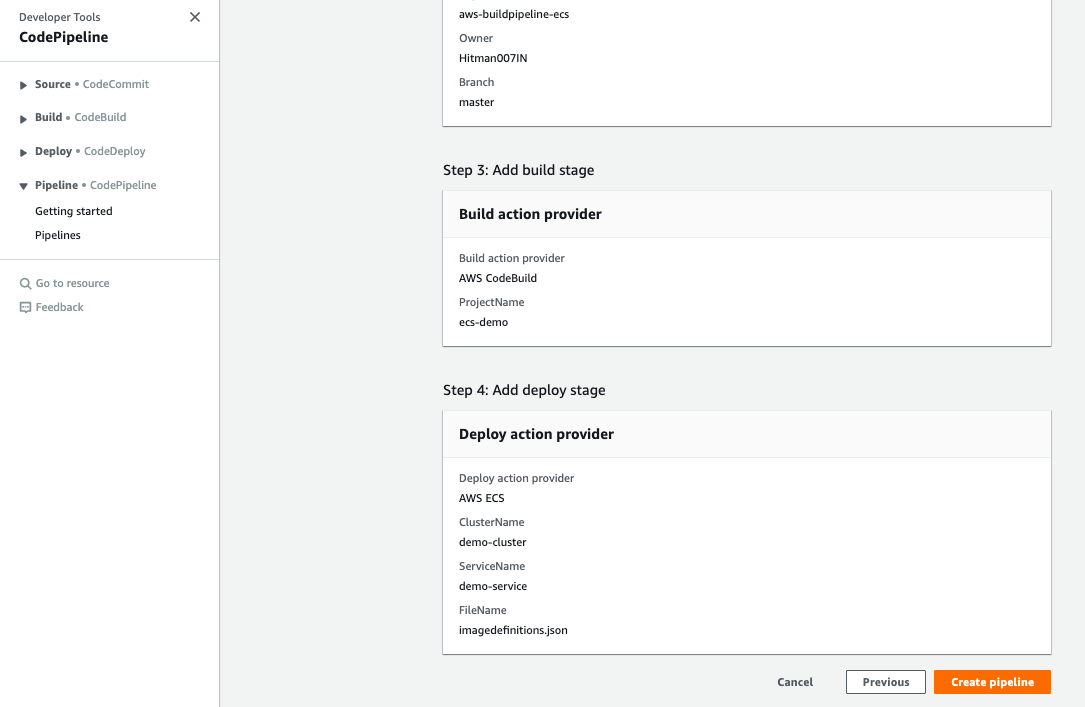 Developer Tools
CodePipeline
Source • CodeCommit
Build • CodeBuild
Deploy • CodeDeploy
Pipeline • CodePipeline
Getting started
Pipelines
Go to resource
Feedback
aws-buildpipeline-ecs
Owner
Hitman007IN
Branch
master
Step 3: Add build stage
Build action provider
Build action provider
AWS CodeBuild
ProjectName
ecs-demo
Step 4: Add deploy stage
Deploy action provider
Deploy action provider
AWS ECS
ClusterName
demo-cluster
ServiceName
demo-service
FileName
imagedefinitions.json
Cancel Previous Create pipeline